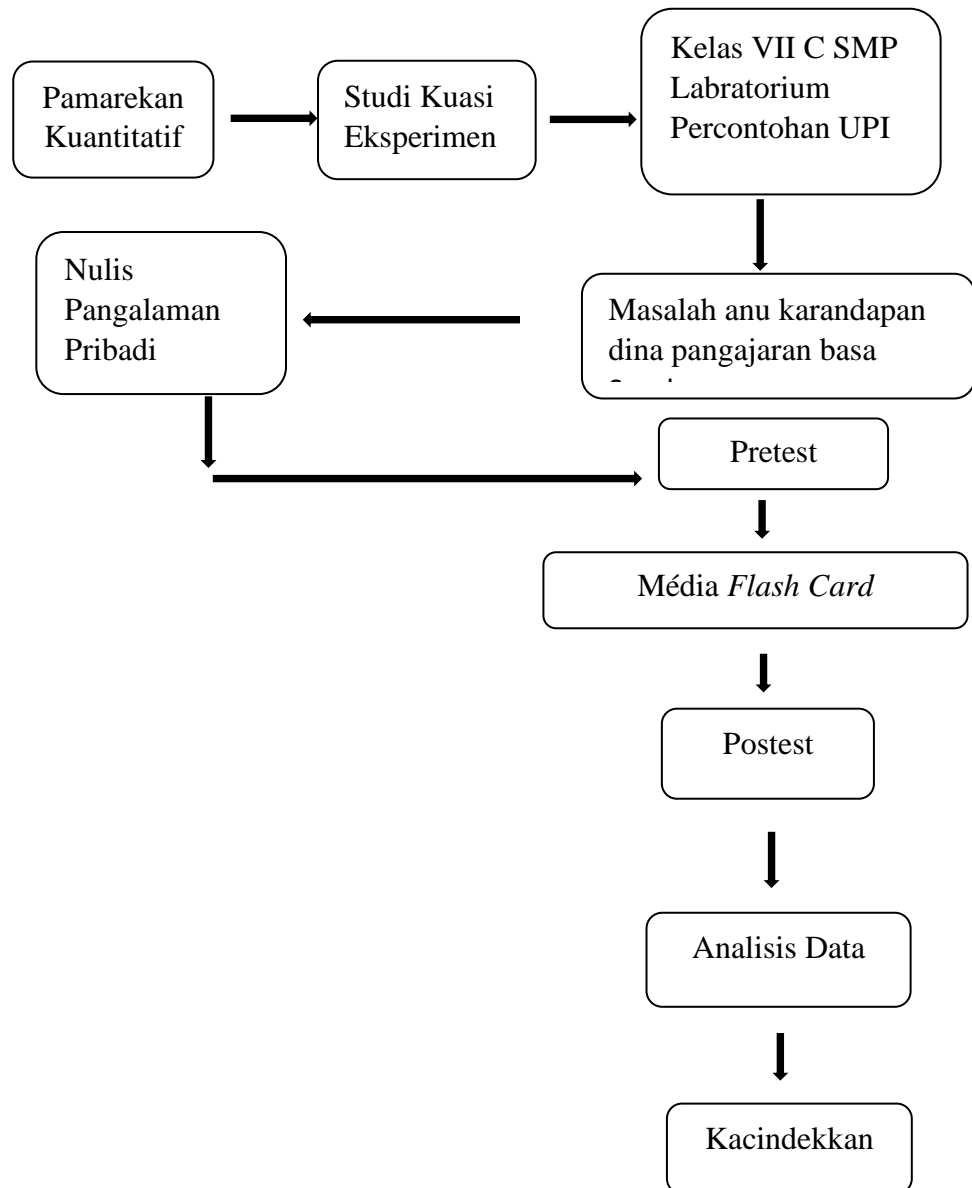 Pamarekan
Kuantitatif
Studi Kuasi
Eksperimen
Kelas VII C SMP
Labratorium
Percontohan UPI
Masalah anu karandapan
dina pangajaran basa
Nulis
Pangalaman
Pribadi
Pretest
Média Flash Card
Postest
Analisis Data
Kacindekkan